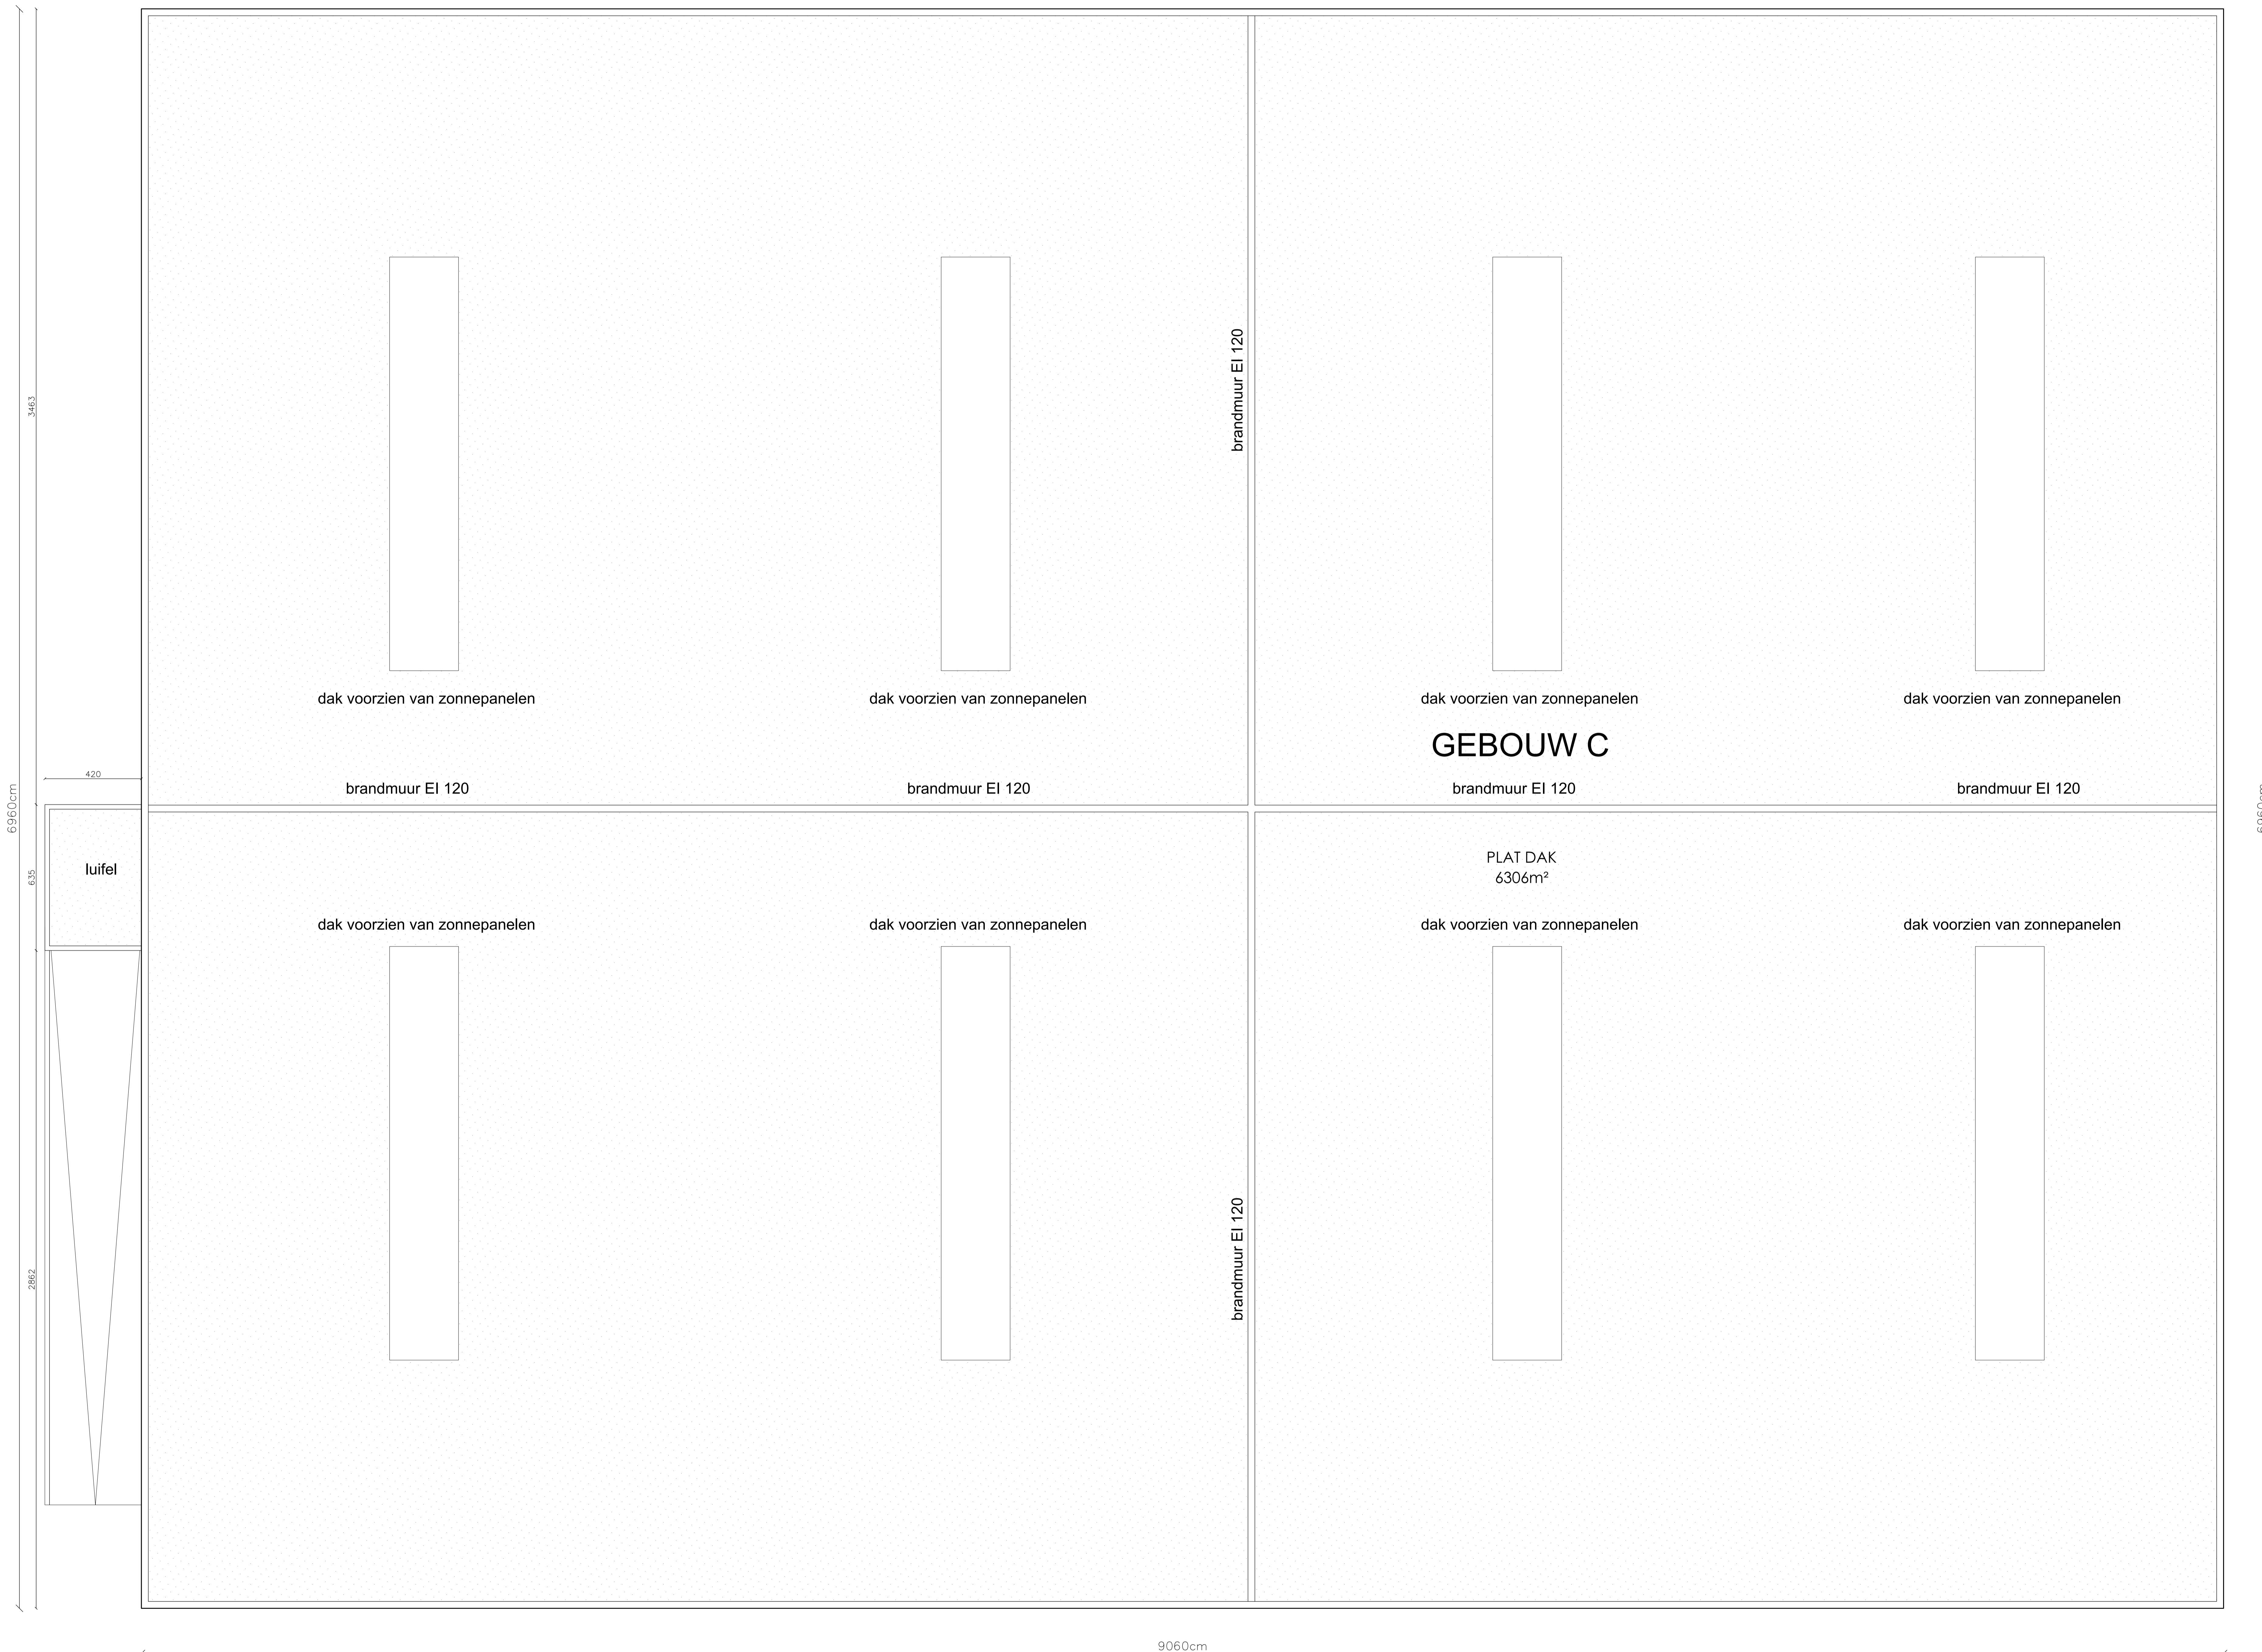 3463
brandmuur EI 120
dak voorzien van zonnepanelen
dak voorzien van zonnepanelen
dak voorzien van zonnepanelen
dak voorzien van zonnepanelen
GEBOUW C
420
6960cm
6960cm
brandmuur EI 120
brandmuur EI 120
brandmuur EI 120
brandmuur EI 120
luifel
635
PLAT DAK
6306m²
dak voorzien van zonnepanelen
dak voorzien van zonnepanelen
dak voorzien van zonnepanelen
dak voorzien van zonnepanelen
brandmuur EI 120
2862
9060cm